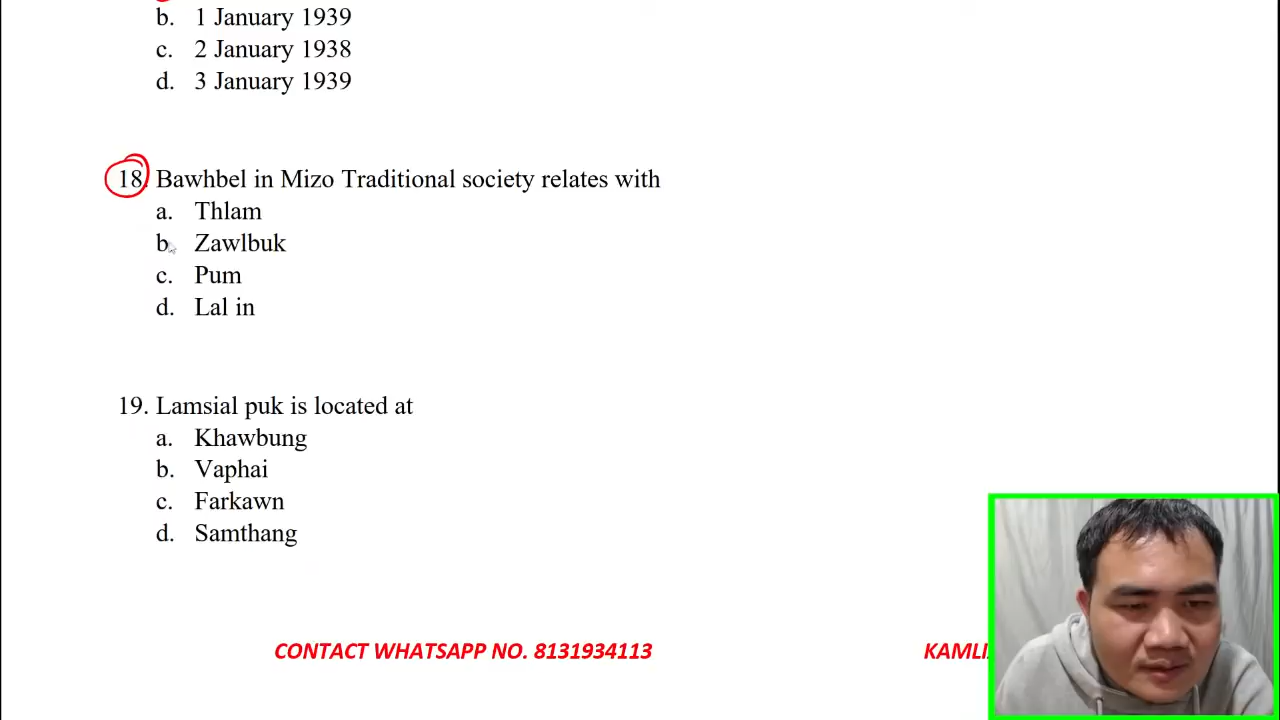 b. 1 January 1939
c. 2 January 1938
d. 3 January 1939
18. Bawhbel in Mizo Traditional society relates with
a. Thlam
b. Zawlbuk
c. Pum
d. Lal in
19. Lamsial puk is located at
a. Khawbung
b. Vaphai
c. Farkawn
d. Samthang
CONTACT WHATSAPP NO. 8131934113